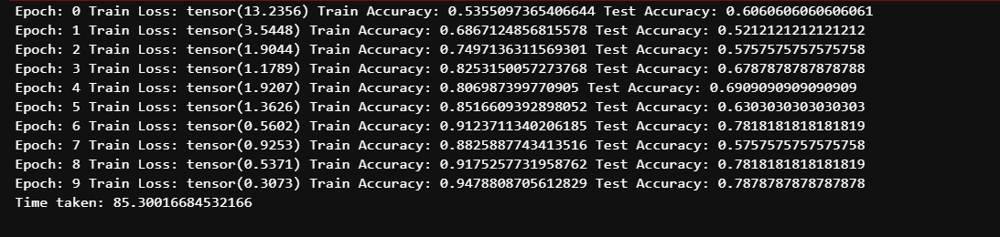 Epoch: 0 Train Loss: tensor(13.2356) Train Accuracy: 0.5355097365406644 Test Accuracy: 0.6060606060606061
Epoch: 1 Train Loss: tensor(3.5448) Train Accuracy: 0.6867124856815578 Test Accuracy: 0.5212121212121212
Epoch: 2 Train Loss: tensor(1.9044) Train Accuracy: 0.7497136311569301 Test Accuracy: 0.5757575757575758
Epoch: 3 Train Loss: tensor(1.1789) Train Accuracy: 0.8253150057273768 Test Accuracy: 0.6787878787878788
Epoch: 4 Train Loss: tensor(1.9207) Train Accuracy: 0.806987399770905 Test Accuracy: 0.6909090909090909
Epoch: 5 Train Loss: tensor(1.3626) Train Accuracy: 0.8516609392898052 Test Accuracy: 0.6303030303030303
Epoch: 6 Train Loss: tensor(0.5602) Train Accuracy: 0.9123711340206185 Test Accuracy: 0.7818181818181819
Epoch: 7 Train Loss: tensor(0.9253) Train Accuracy: 0.8825887743413516 Test Accuracy: 0.5757575757575758
Epoch: 8 Train Loss: tensor(0.5371) Train Accuracy: 0.9175257731958762 Test Accuracy: 0.7818181818181819
Epoch: 9 Train Loss: tensor(0.3073) Train Accuracy: 0.9478808705612829 Test Accuracy: 0.7878787878787878
Time taken: 85.30016684532166